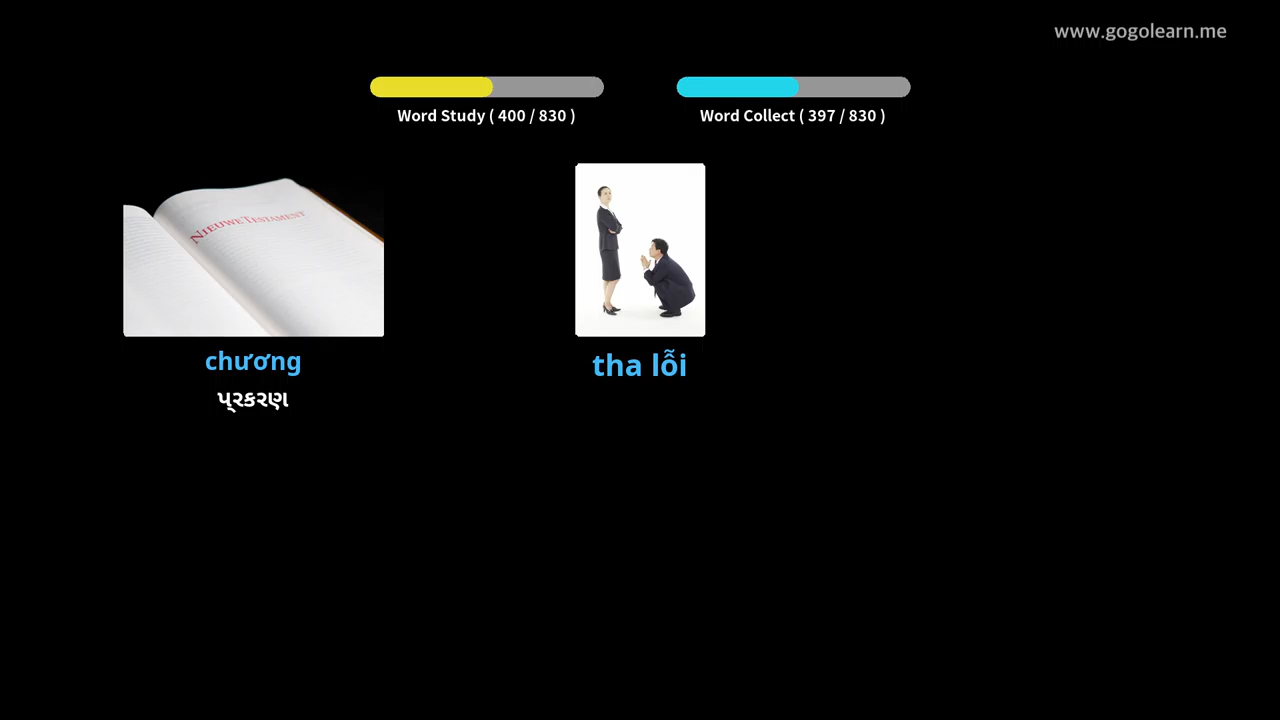 www.gogolearn.me
Word Study ( 400 / 830 )
Word Collect ( 397 / 830 )
NIEUWE TESTAMENT
chương
પ્રકરણ
tha lỗi